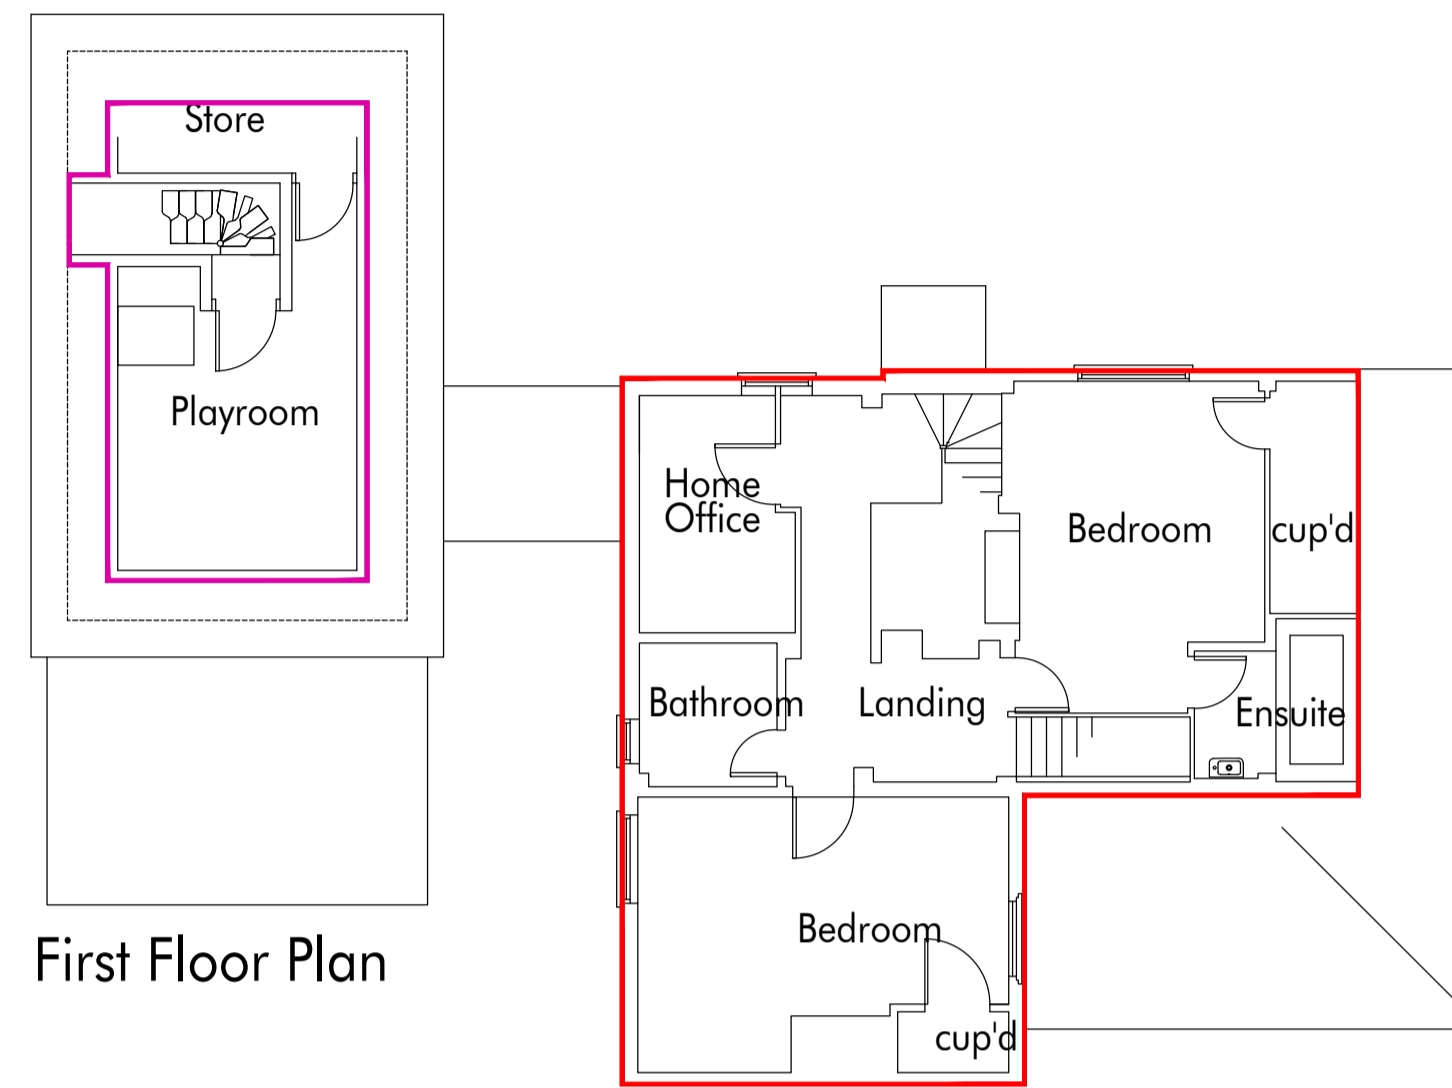 Store
Playroom
Home
Office
Bedroom
cup'd
Bathroom
Landing
Ensuite
Bedroom
cup'd
First Floor Plan